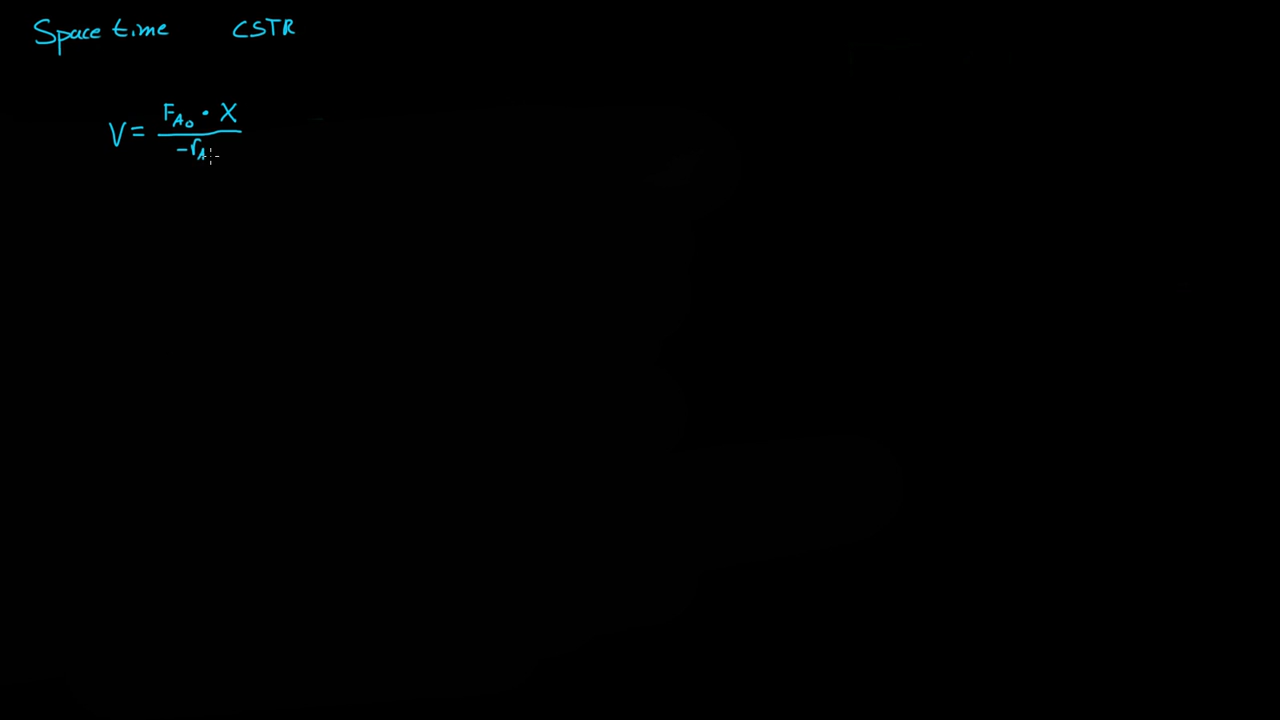 Space time CSTR
V = F_A0 · X / -r_A